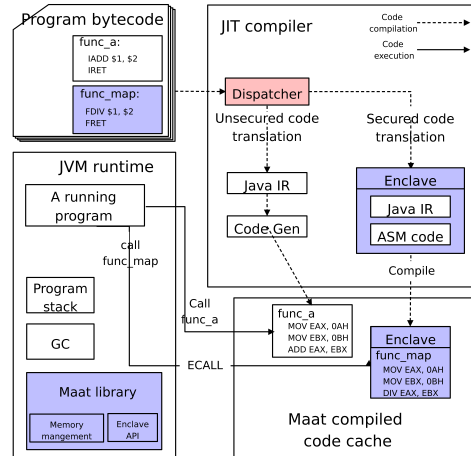 Program bytecode
func_a:
IADD $1, $2
IRET
func_map:
FDIV $1, $2
FRET
JIT compiler
Code
compilation
Code
execution
Dispatcher
Unsecured code
translation
Secured code
translation
Java IR
Code Gen
Enclave
Java IR
ASM code
Compile
JVM runtime
A running
program
call
func_map
Program
stack
GC
Call
func_a
ECALL
Maat library
Memory
mangement
Enclave
API
func_a
MOV EAX, 0AH
MOV EBX, 0BH
ADD EAX, EBX
Enclave
func_map
MOV EAX, 0AH
MOV EBX, 0BH
DIV EAX, EBX
Maat compiled
code cache